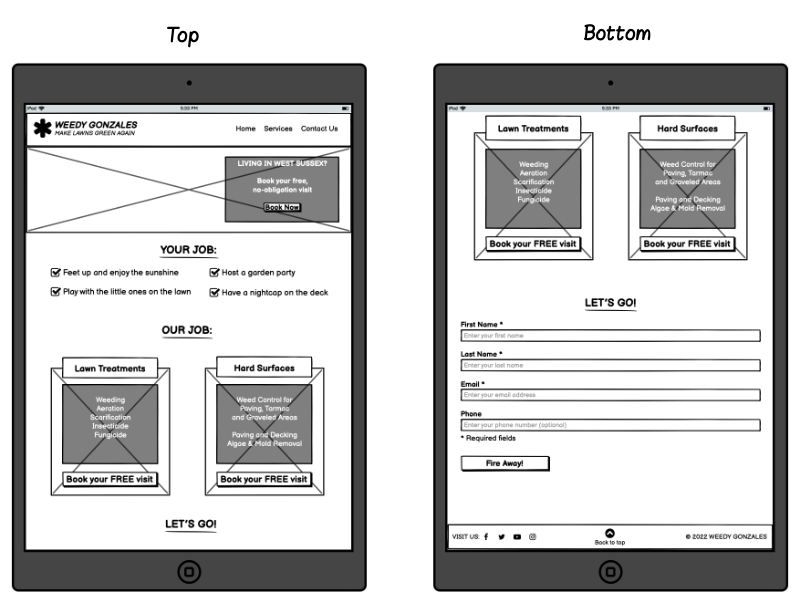 Top
iPad
5:33 PM
WEEDY GONZALES
MAKE LAWNS GREEN AGAIN
Home Services Contact Us
LIVING IN WEST SUSSEX?
Book your free,
no-obligation visit
Book Now
YOUR JOB:
Feet up and enjoy the sunshine
Host a garden party
Play with the little ones on the lawn
Have a nightcap on the deck
OUR JOB:
Lawn Treatments
Weeding
Aeration
Scarification
Insecticide
Fungicide
Book your FREE visit
Hard Surfaces
Weed Control for
Paving, Tarmac
and Graveled Areas
Paving and Decking
Algae & Mold Removal
Book your FREE visit
LET'S GO!
Bottom
iPad
5:33 PM
Lawn Treatments
Weeding
Aeration
Scarification
Insecticide
Fungicide
Book your FREE visit
Hard Surfaces
Weed Control for
Paving, Tarmac
and Graveled Areas
Paving and Decking
Algae & Mold Removal
Book your FREE visit
LET'S GO!
First Name *
Enter your first name
Last Name *
Enter your last name
Email *
Enter your email address
Phone
Enter your phone number (optional)
* Required fields
Fire Away!
VISIT US:
Back to top
© 2022 WEEDY GONZALES